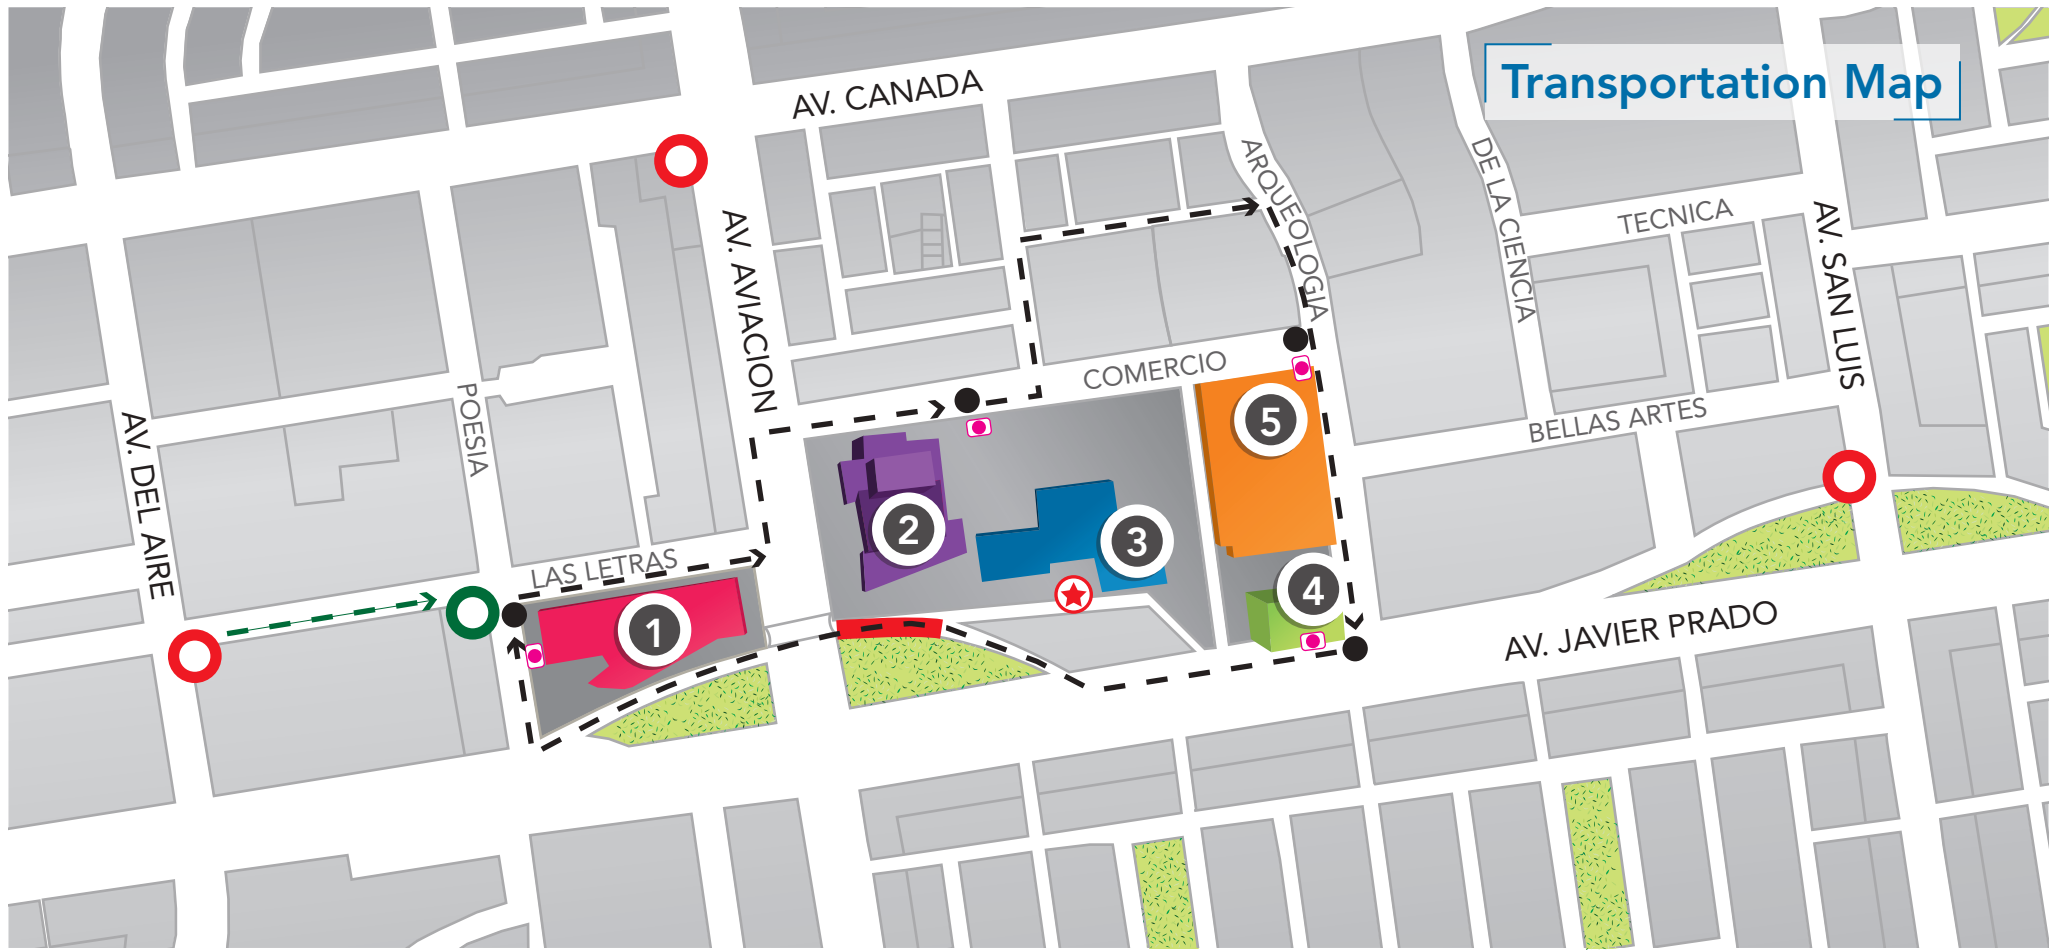 Transportation Map
AV. CANADA
ARQUEOLOGIA
DE LA CIENCIA
TECNICA
AV. SAN LUIS
AV. AVIACION
COMERCIO
POESIA
BELLAS ARTES
AV. DEL AIRE
LAS LETRAS
AV. JAVIER PRADO
5
2
3
4
1